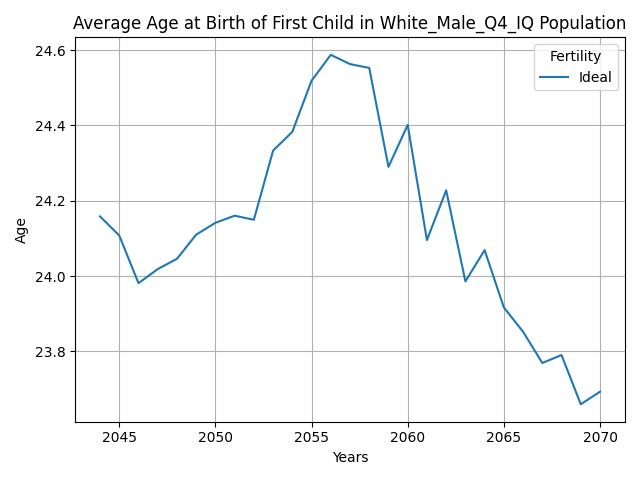 Average Age at Birth of First Child in White_Male_Q4_IQ Population
Fertility
Ideal
24.6
24.4
24.2
24.0
23.8
Age
2045 2050 2055 2060 2065 2070
Years